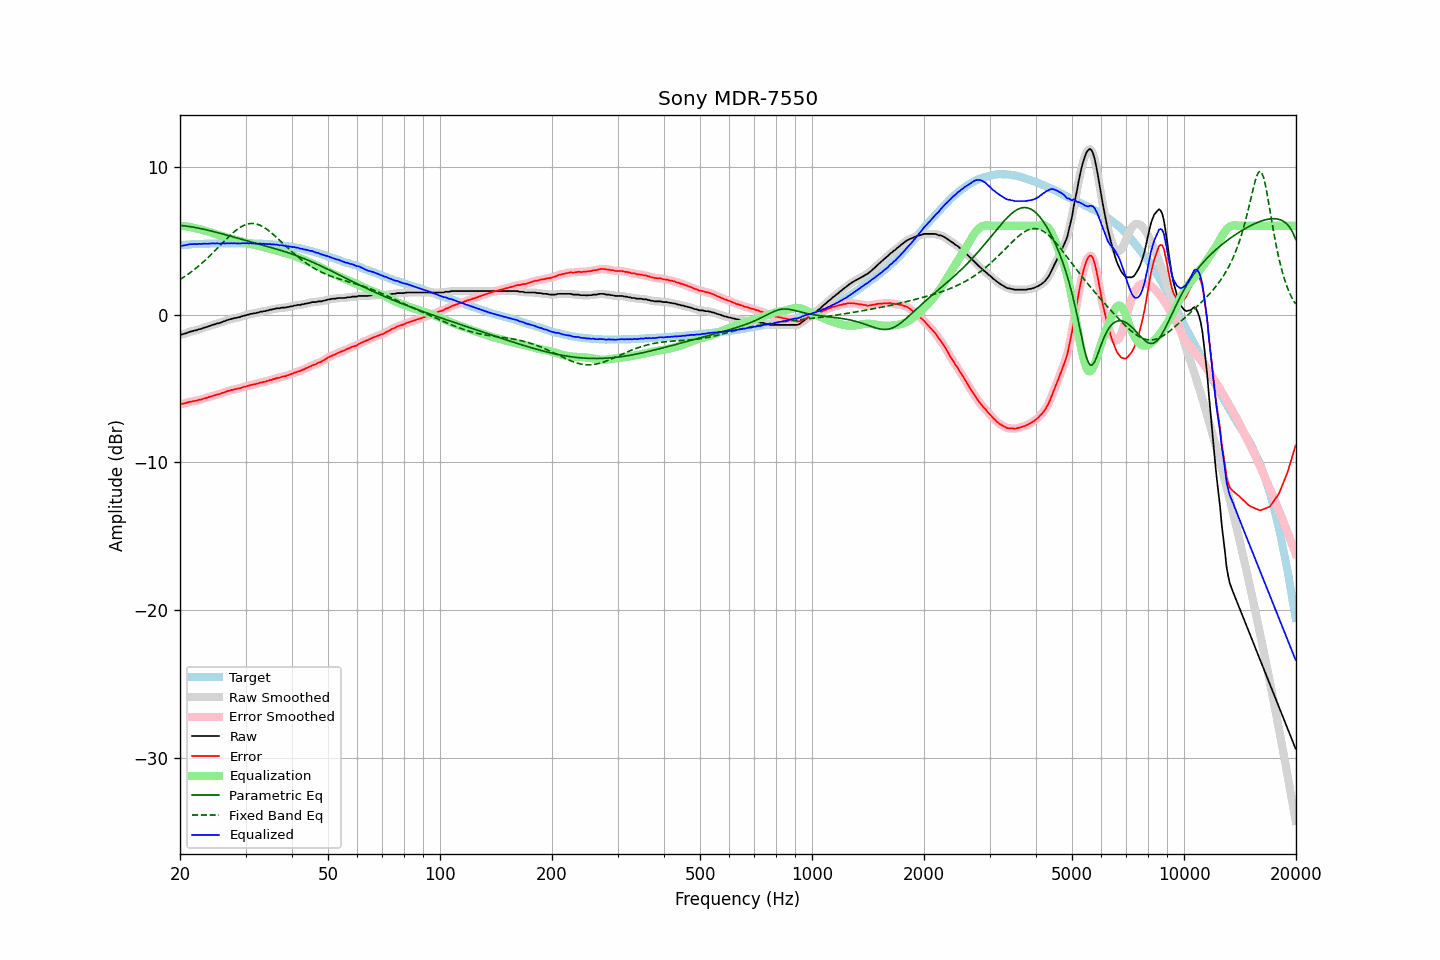 Sony MDR-7550
Amplitude (dBr)
10
0
−10
−20
−30
Target
Raw Smoothed
Error Smoothed
Raw
Error
Equalization
Parametric Eq
Fixed Band Eq
Equalized
20 50 100 200 500 1000 2000 5000 10000 20000
Frequency (Hz)